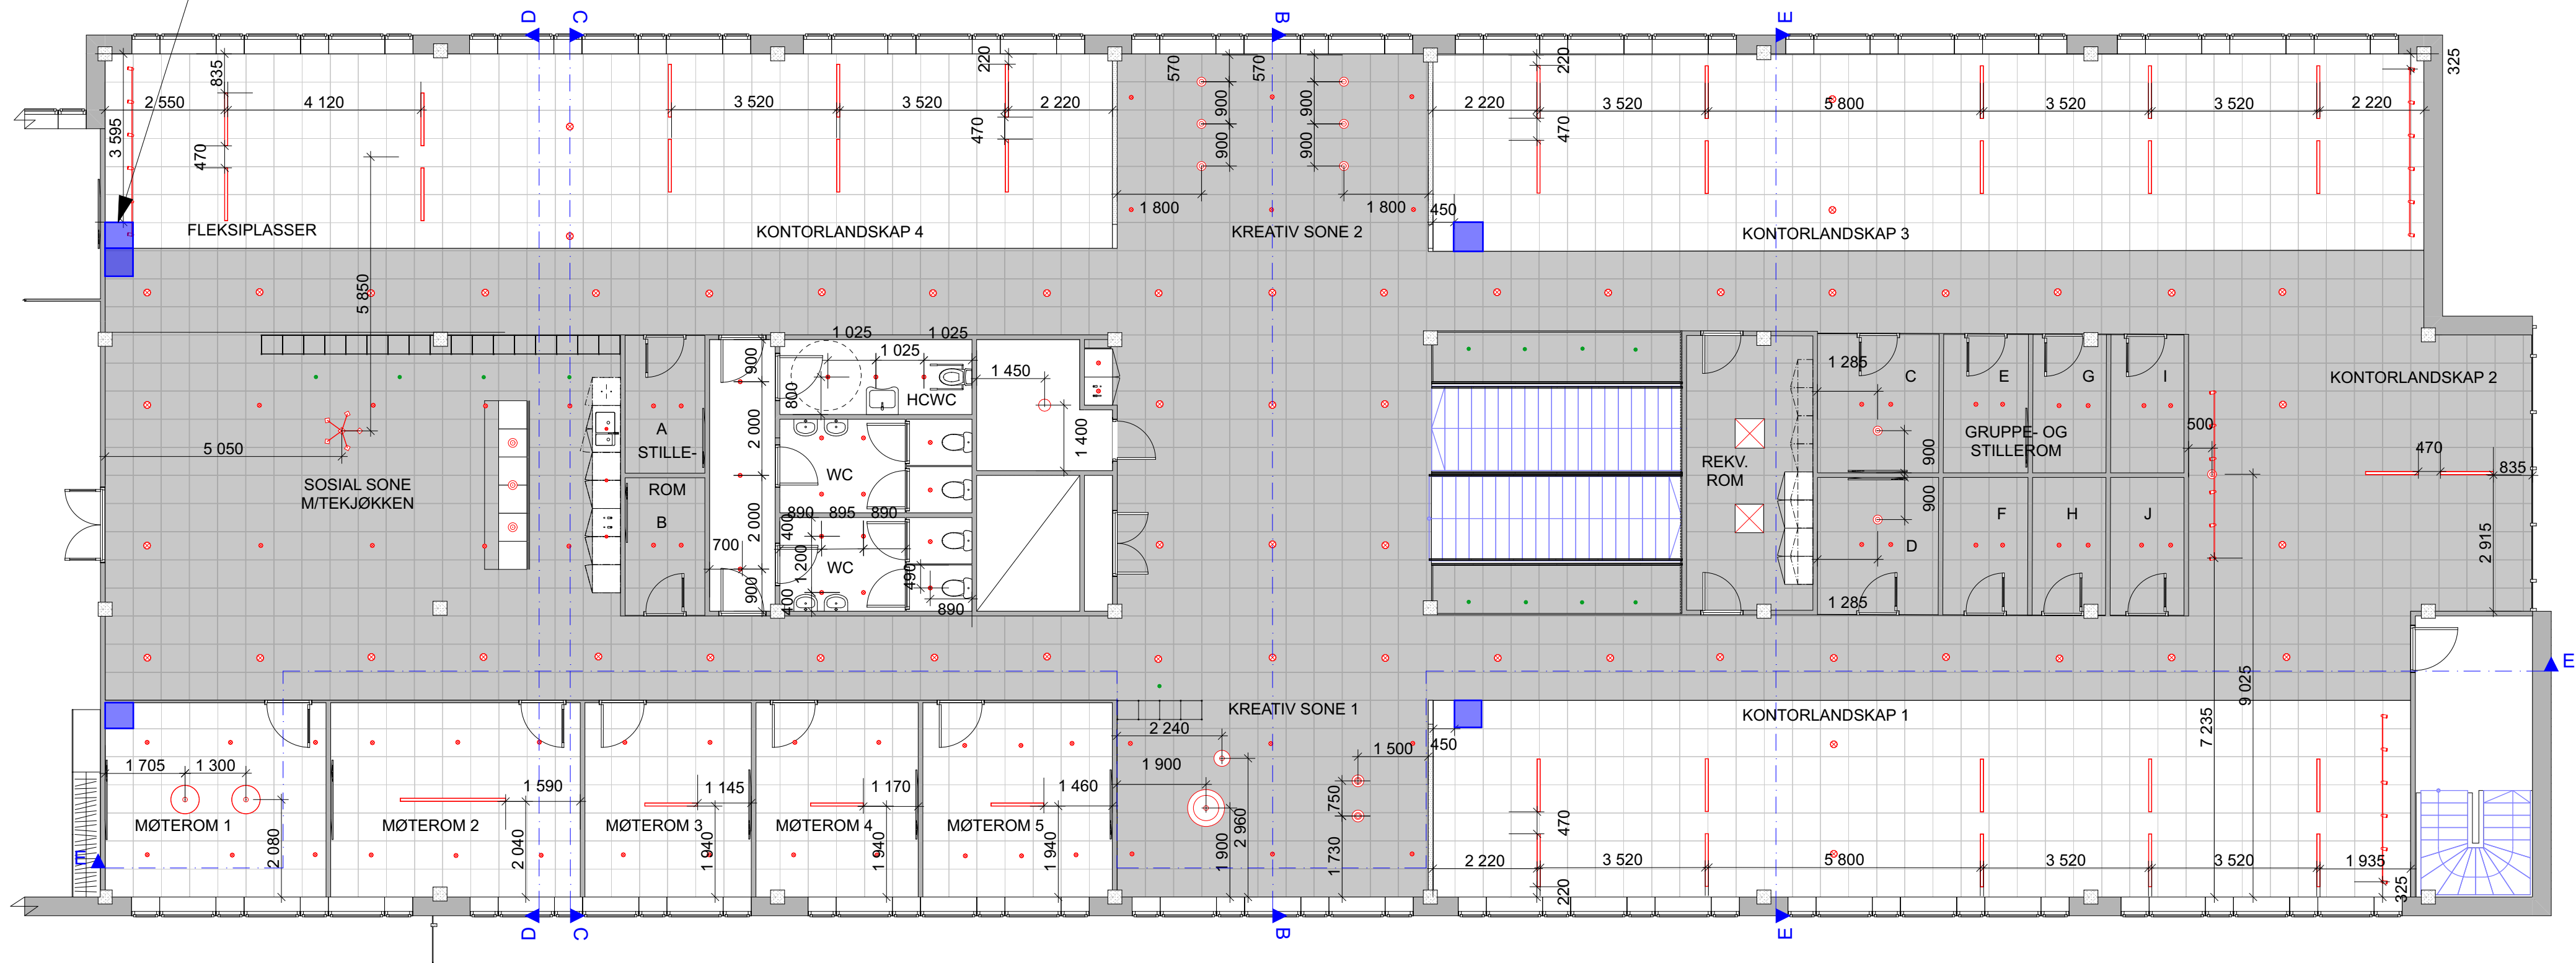 D C B E
835 220 570 570 220 325
2 550 4 120 3 520 3 520 2 220 900 900 2 220 3 520 5 800 3 520 3 520 2 220
3 595 470 470 900 900 470
1 800 1 800 450
FLEKSIPLASSER KONTORLANDSKAP 4 KREATIV SONE 2 KONTORLANDSKAP 3
5 850
1 025 1 025
1 025 900 1 450 1 285
800 HCWC C E G I KONTORLANDSKAP 2
A 2 000 1 400 500
5 050 STILLE- 900 GRUPPE- OG
STILLEROM 470 835
SOSIAL SONE
M/TEKJØKKEN
WC REKV.
ROM
ROM
B 2 000 890 895 890 400 900 F H J
700 1 200 WC 490 D 2 915
900 400 890 1 285
E
9 025
7 235
KREATIV SONE 1 KONTORLANDSKAP 1
2 240 1 500 450
1 705 1 300 1 590 1 145 1 170 1 460 1 900
750
MØTEROM 1 MØTEROM 2 MØTEROM 3 MØTEROM 4 MØTEROM 5 470
E 2 080 2 040 1 940 1 940 1 940 1 900 2 960 1 730
2 220 3 520 5 800 3 520 3 520 1 935
220 325
D C B E